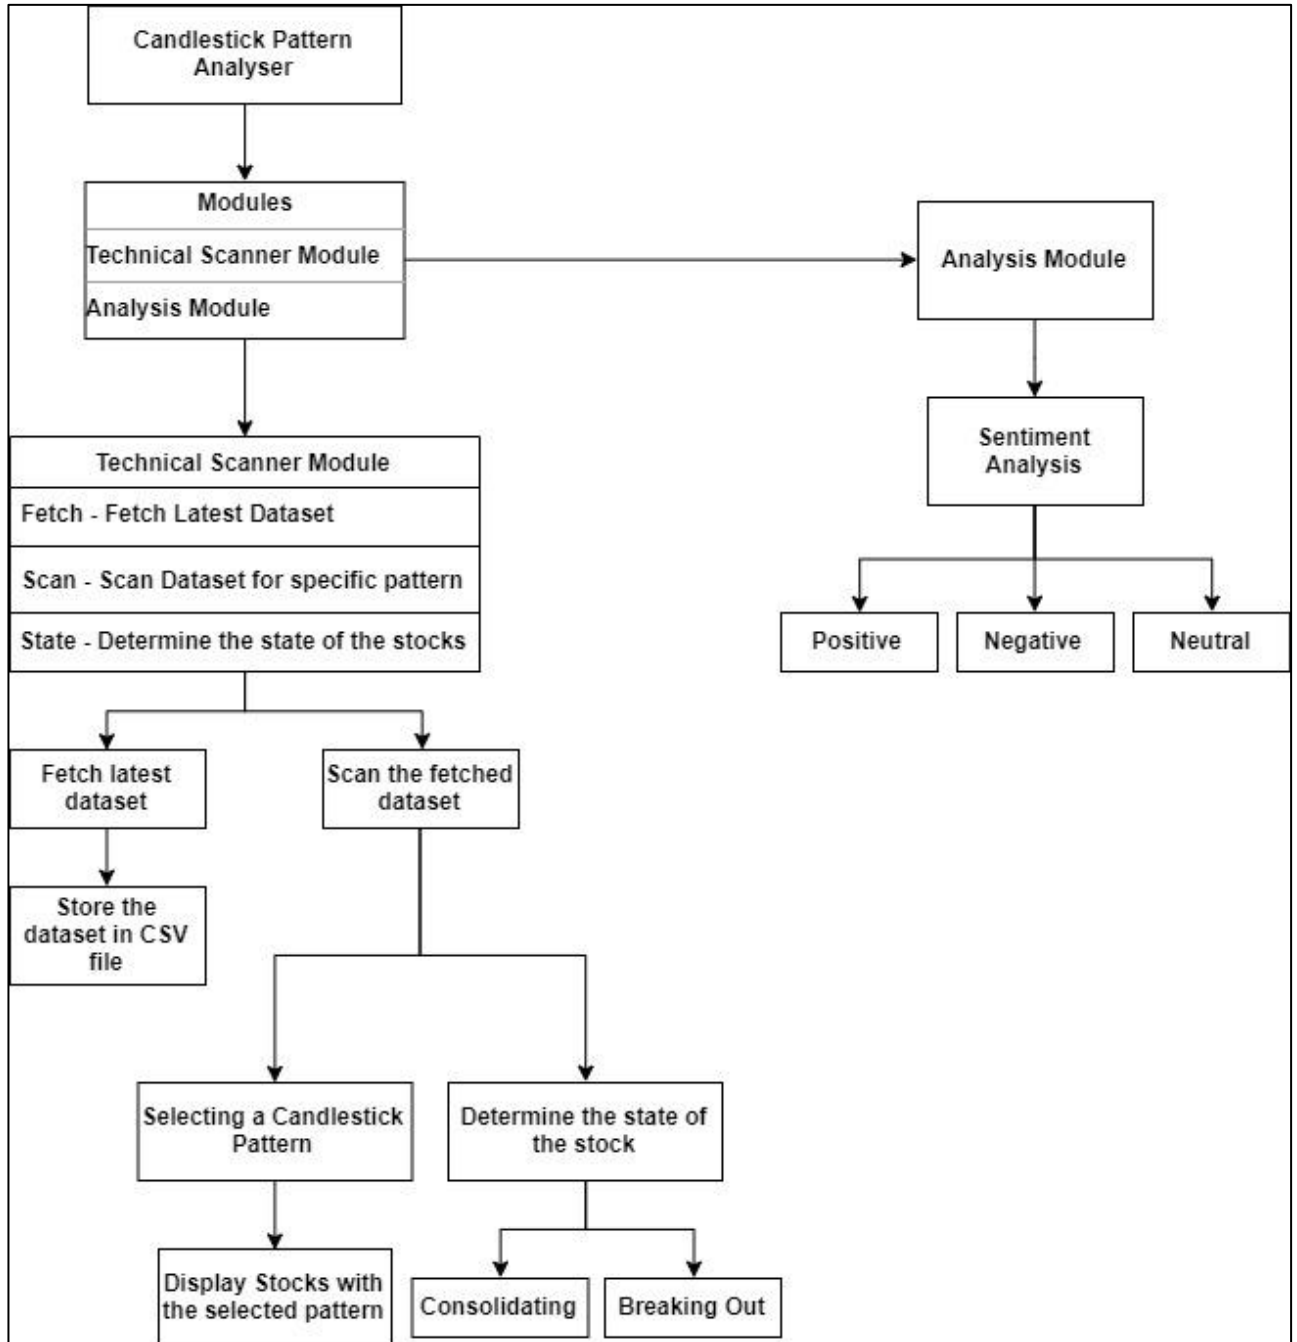 Candlestick Pattern
Analyser
Modules
Technical Scanner Module
Analysis Module
Analysis Module
Sentiment
Analysis
Positive
Negative
Neutral
Technical Scanner Module
Fetch - Fetch Latest Dataset
Scan - Scan Dataset for specific pattern
State - Determine the state of the stocks
Fetch latest
dataset
Store the
dataset in CSV
file
Scan the fetched
dataset
Selecting a Candlestick
Pattern
Display Stocks with
the selected pattern
Determine the state of
the stock
Consolidating
Breaking Out